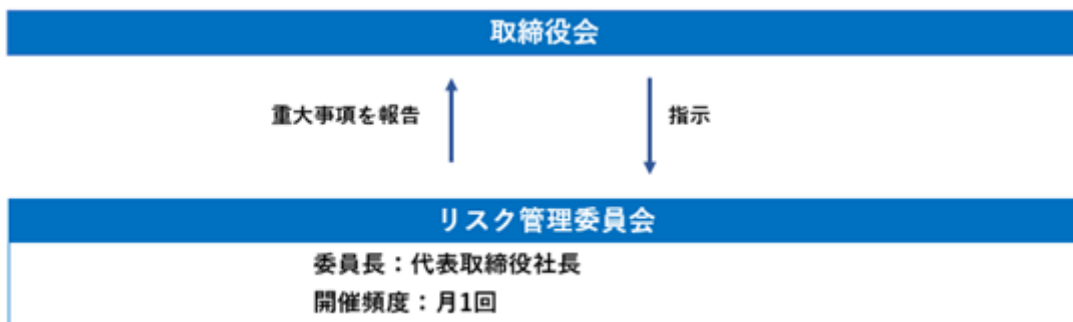 取締役会
重大事項を報告
指示
リスク管理委員会
委員長：代表取締役社長
開催頻度：月1回